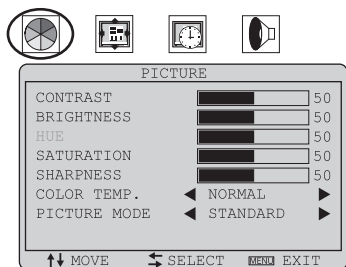 PICTURE
CONTRAST 50
BRIGHTNESS 50
HUE 50
SATURATION 50
SHARPNESS 50
COLOR TEMP. NORMAL
PICTURE MODE STANDARD
MOVE SELECT MENU EXIT